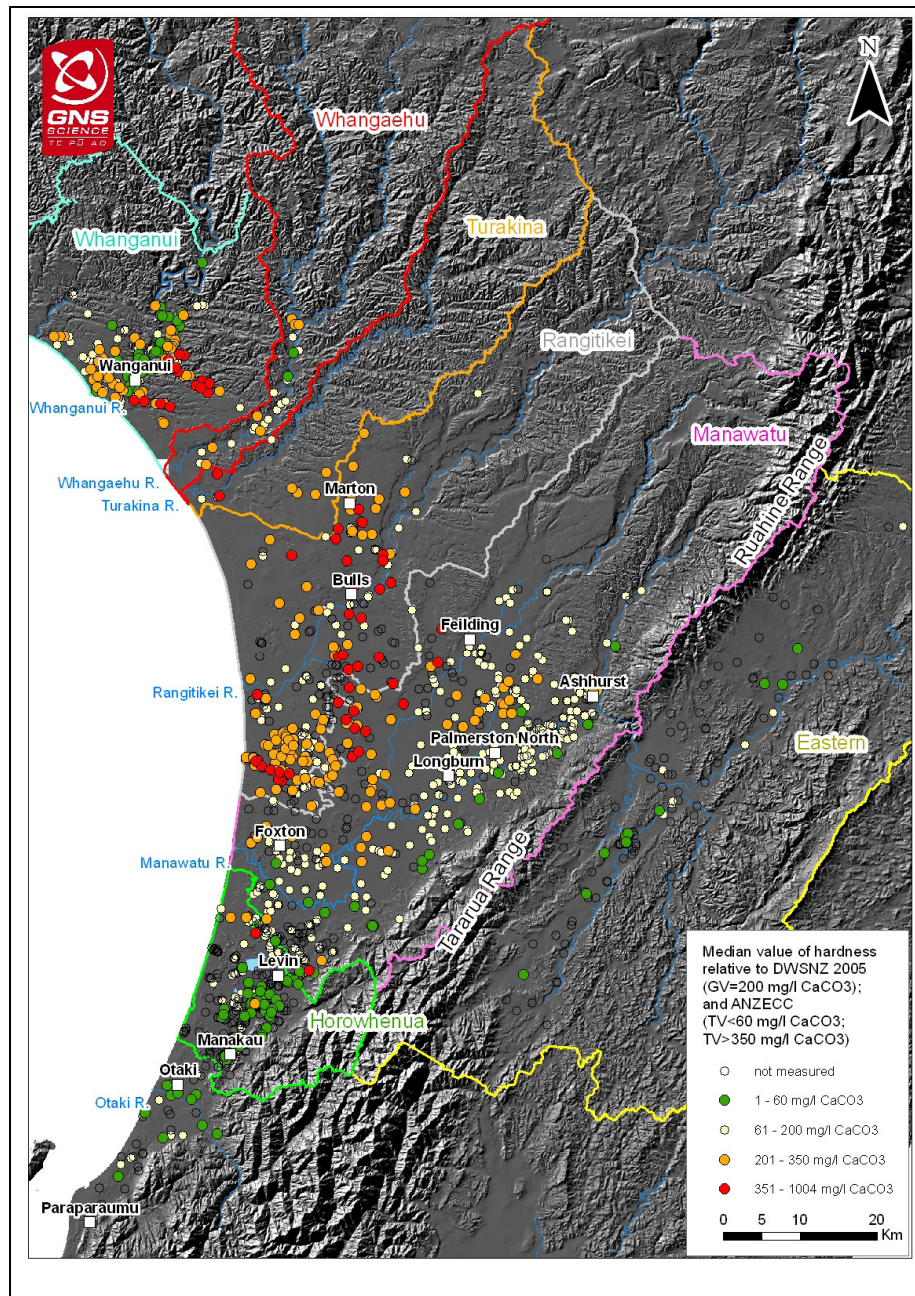 GNS
SCIENCE
TE PŪ AO
N
Whangaehu
Turakina
Whanganui
Rangitikei
Wanganui
Whanganui R.
Manawatu
Ruahine Range
Whangaehu R.
Turakina R.
Marton
Bulls
Feilding
Ashhurst
Rangitikei R.
Palmerston North
Longburn
Eastern
Foxton
Manawatu R.
Tararua Range
Levin
Horowhenua
Manakau
Otaki
Otaki R.
Paraparaumu
Median value of hardness
relative to DWSNZ 2005
(GV=200 mg/l CaCO3);
and ANZECC
(TV<60 mg/l CaCO3;
TV>350 mg/l CaCO3)
not measured
1 - 60 mg/l CaCO3
61 - 200 mg/l CaCO3
201 - 350 mg/l CaCO3
351 - 1004 mg/l CaCO3
0 5 10 20
Km